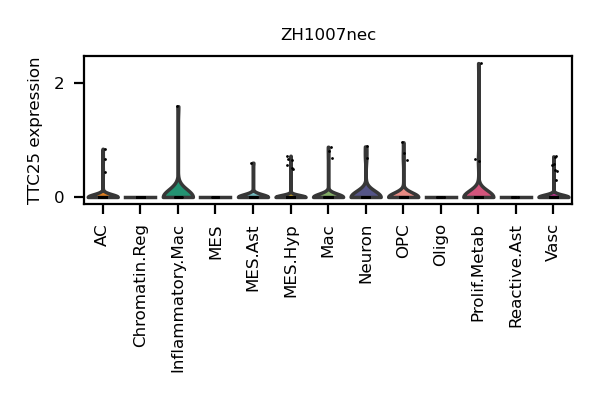 ZH1007nec
TTC25 expression
2
0
AC
Chromatin.Reg
Inflammatory.Mac
MES
MES.Ast
MES.Hyp
Mac
Neuron
OPC
Oligo
Prolif.Metab
Reactive.Ast
Vasc